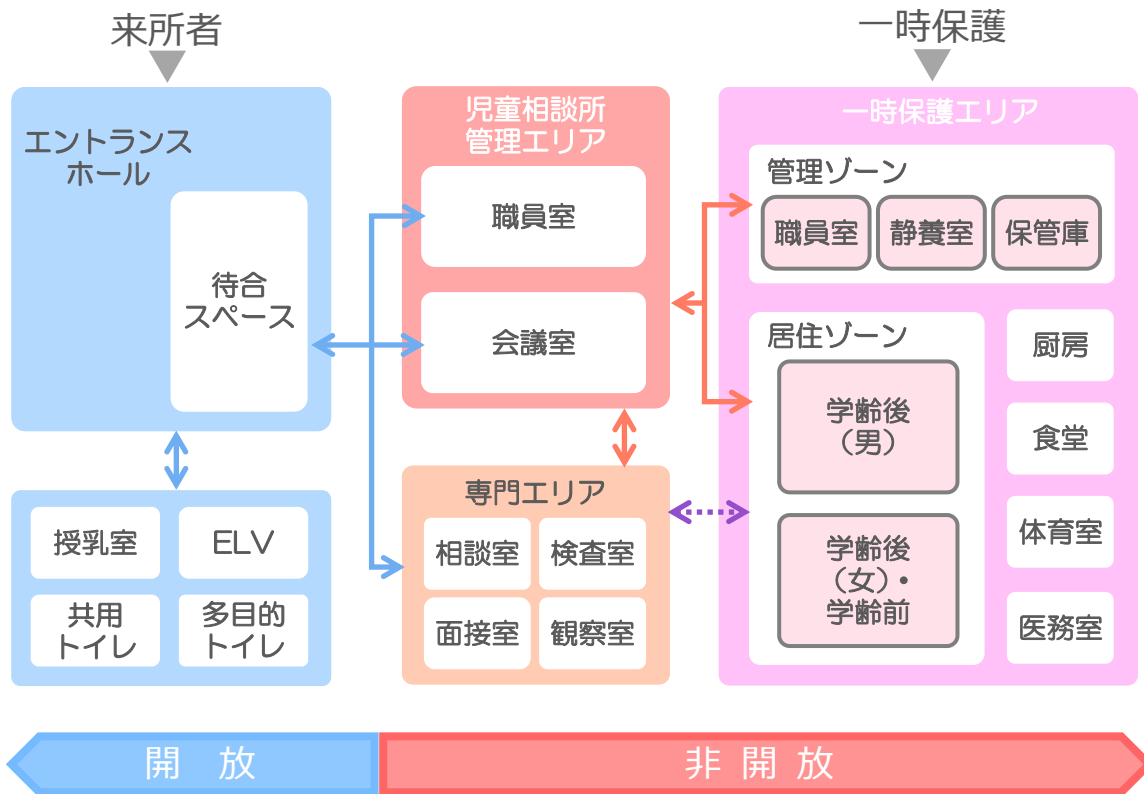 来所者
一時保護
エントランス
ホール
待合
スペース
授乳室
ELV
共用
トイレ
多目的
トイレ
児童相談所
管理エリア
職員室
会議室
専門エリア
相談室
検査室
面接室
観察室
一時保護エリア
管理ゾーン
職員室
静養室
保管庫
居住ゾーン
学齢後
（男）
学齢後
（女）・
学齢前
厨房
食堂
体育室
医務室
開　放
非 開 放